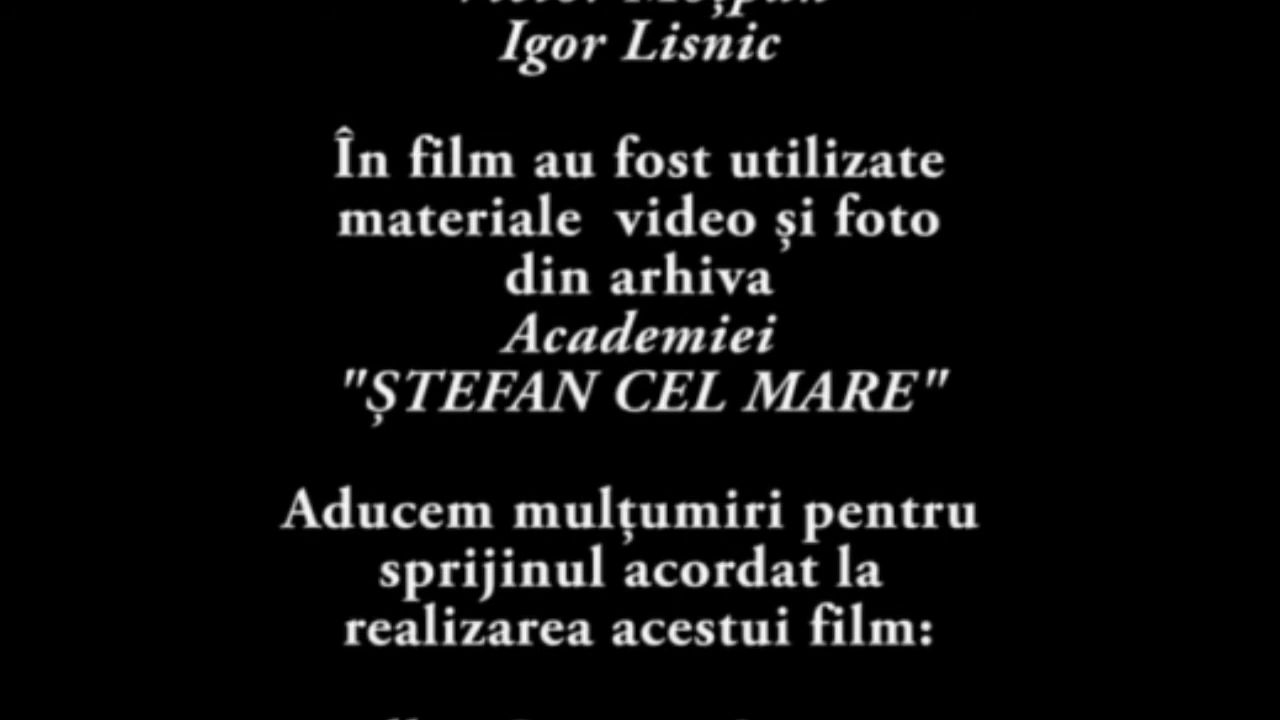 Igor Lisnic
În film au fost utilizate
materiale  video și foto
din arhiva
Academiei
"ȘTEFAN CEL MARE"
Aducem mulțumiri pentru
sprijinul acordat la
realizarea acestui film: